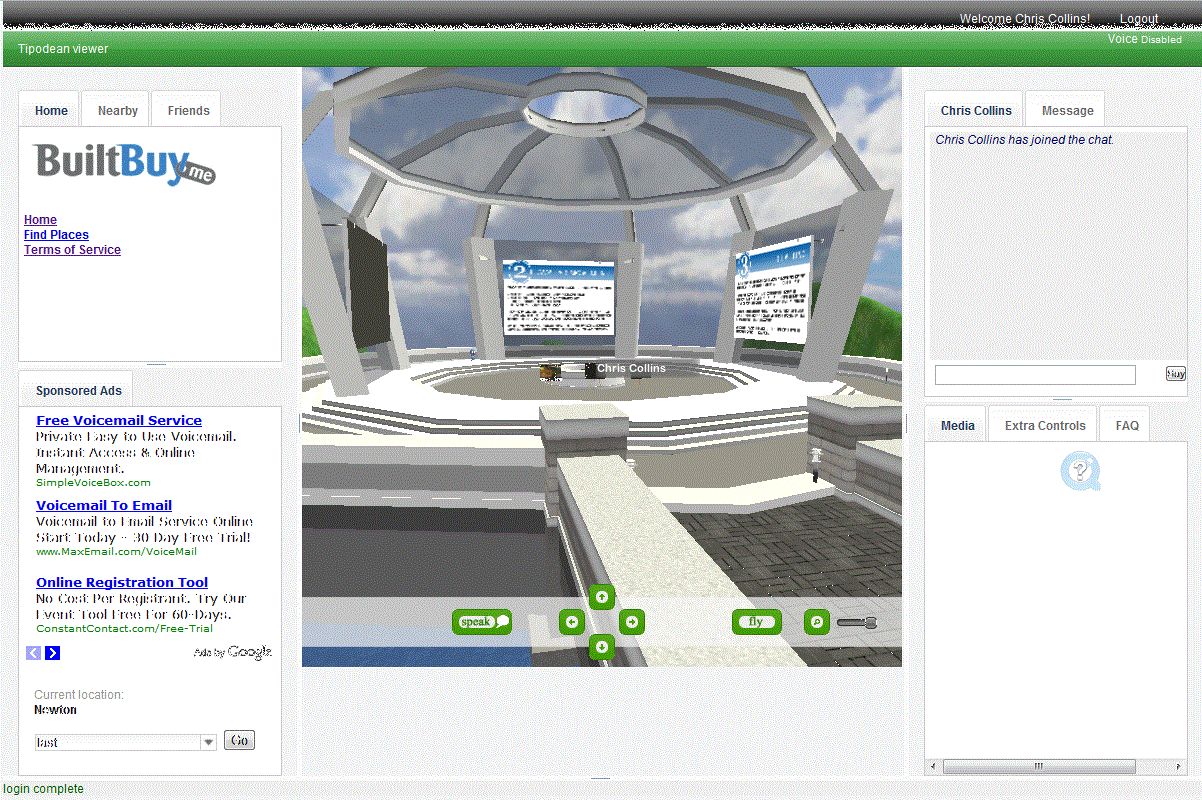 Welcome Chris Collins! Logout
Voice Disabled
Tipodean viewer
Home Nearby Friends
BuiltBuy me
Home
Find Places
Terms of Service
Sponsored Ads
Free Voicemail Service
Private Easy to Use Voicemail.
Instant Access & Online
Management.
SimpleVoiceBox.com
Voicemail To Email
Voicemail to Email Service Online
Start Today - 30 Day Free Trial!
www.MaxEmail.com/VoiceMail
Online Registration Tool
No Cost Per Registrant. Try Our
Event Tool Free For 60-Days.
ConstantContact.com/Free-Trial
Ads by Google
Current location:
Newton
last Go
2
3
Chris Collins
speak fly
Chris Collins Message
Chris Collins has joined the chat.
Say
Media Extra Controls FAQ
?
login complete